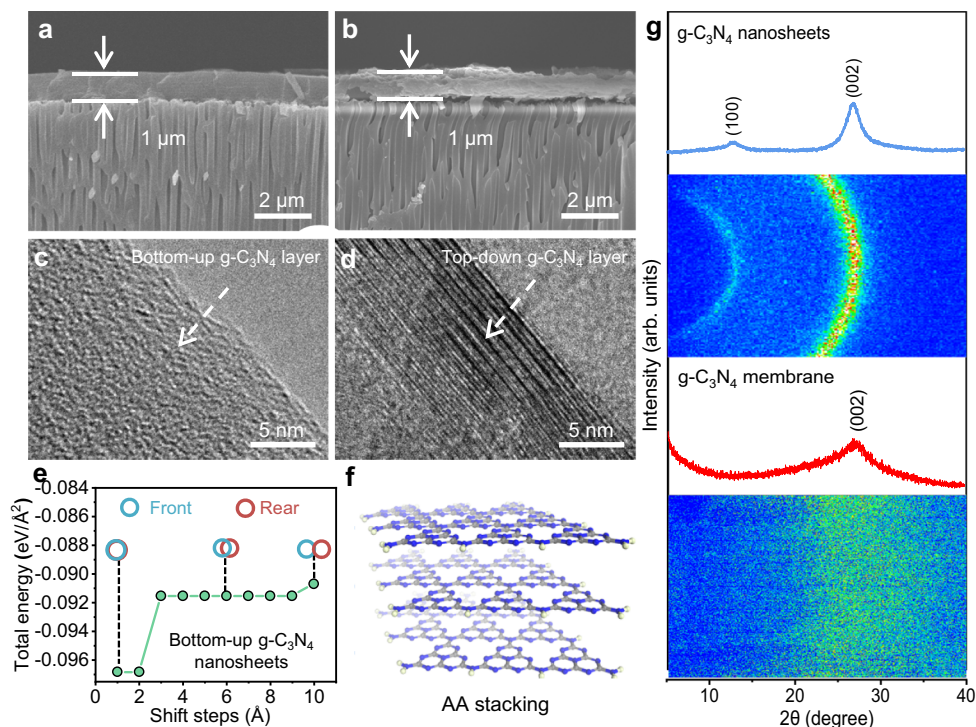 a
1 μm
2 μm
b
1 μm
2 μm
c
Bottom-up g-C₃N₄ layer
5 nm
d
Top-down g-C₃N₄ layer
5 nm
e
Total energy (eV/Å²)
-0.084
-0.086
-0.088
-0.090
-0.092
-0.094
-0.096
Front
Rear
Bottom-up g-C₃N₄
nanosheets
0 2 4 6 8 10
Shift steps (Å)
f
AA stacking
g
g-C₃N₄ nanosheets
(100)
(002)
g-C₃N₄ membrane
(002)
Intensity (arb. units)
10 20 30 40
2θ (degree)